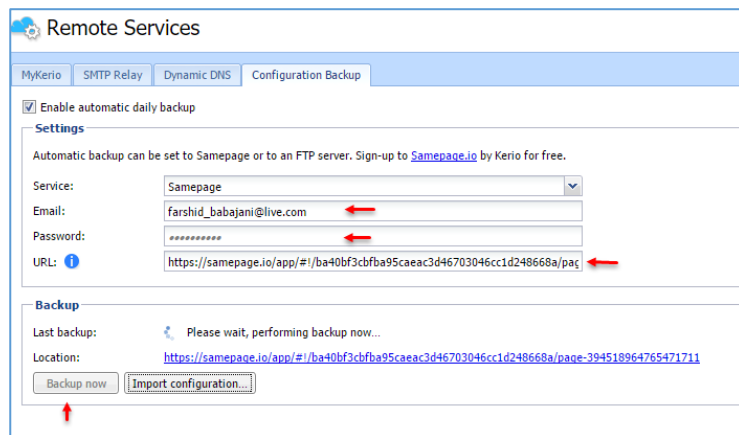 Remote Services
MyKerio SMTP Relay Dynamic DNS Configuration Backup
Enable automatic daily backup
Settings
Automatic backup can be set to Samepage or to an FTP server. Sign-up to Samepage.io by Kerio for free.
Service: Samepage
Email: farshid_babajani@live.com
Password: **********
URL: https://samepage.io/app/#!/ba40bf3cbfba95caeac3d46703046cc1d248668a/pag
Backup
Last backup: Please wait, performing backup now...
Location: https://samepage.io/app/#!/ba40bf3cbfba95caeac3d46703046cc1d248668a/page-394518964765471711
Backup now Import configuration...